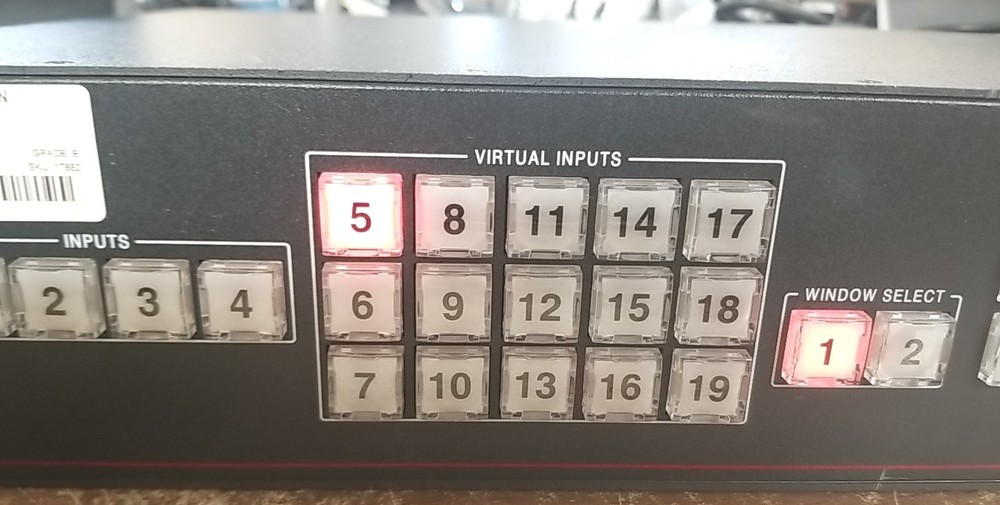 N
VIRTUAL INPUTS
5 8 11 14 17
6 9 12 15 18
7 10 13 16 19
INPUTS
2 3 4
WINDOW SELECT
1 2